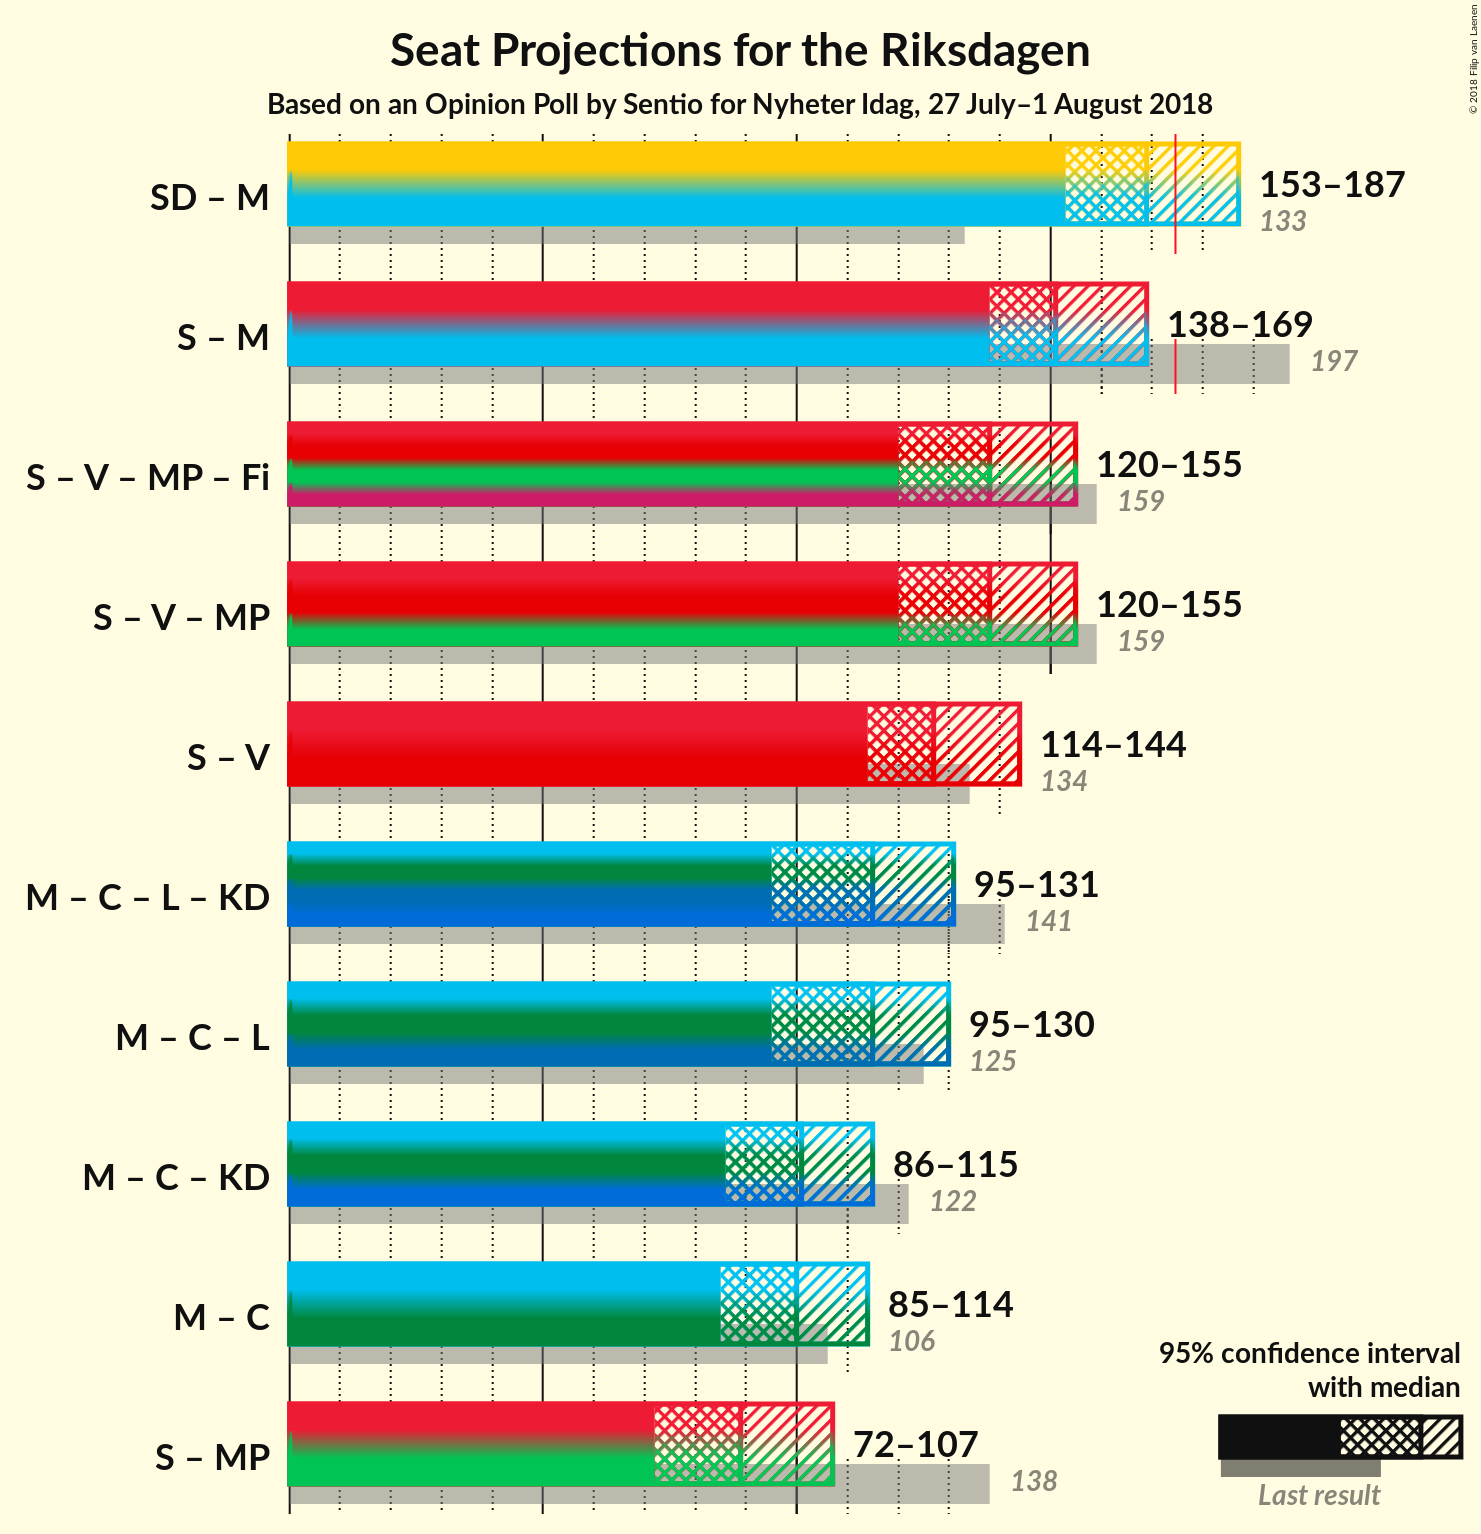 Seat Projections for the Riksdagen
Based on an Opinion Poll by Sentio for Nyheter Idag, 27 July–1 August 2018
© 2018 Filip van Laenen
SD – M
153–187
133
S – M
138–169
197
S – V – MP – Fi
120–155
159
S – V – MP
120–155
159
S – V
114–144
134
M – C – L – KD
95–131
141
M – C – L
95–130
125
M – C – KD
86–115
122
M – C
85–114
106
S – MP
72–107
138
95% confidence interval
with median
Last result